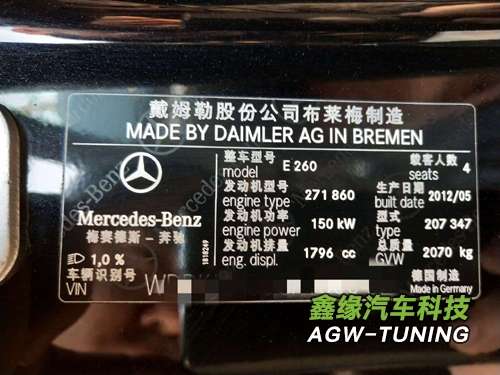 戴姆勒股份公司布莱梅制造
MADE BY DAIMLER AG IN BREMEN
整车型号 E 260 载客人数 4
model seats
发动机型号 271 860 生产日期 2012/05
engine type built date
Mercedes-Benz 发动机功率 150 kW 型式 207 347
engine power type
梅赛德斯-奔驰 发动机排量 1796 cc 总质量 2070 kg
eng. displ. GVW
1,0 % 德国制造
车辆识别号 Made in Germany
VIN
鑫缘汽车科技
AGW-TUNING